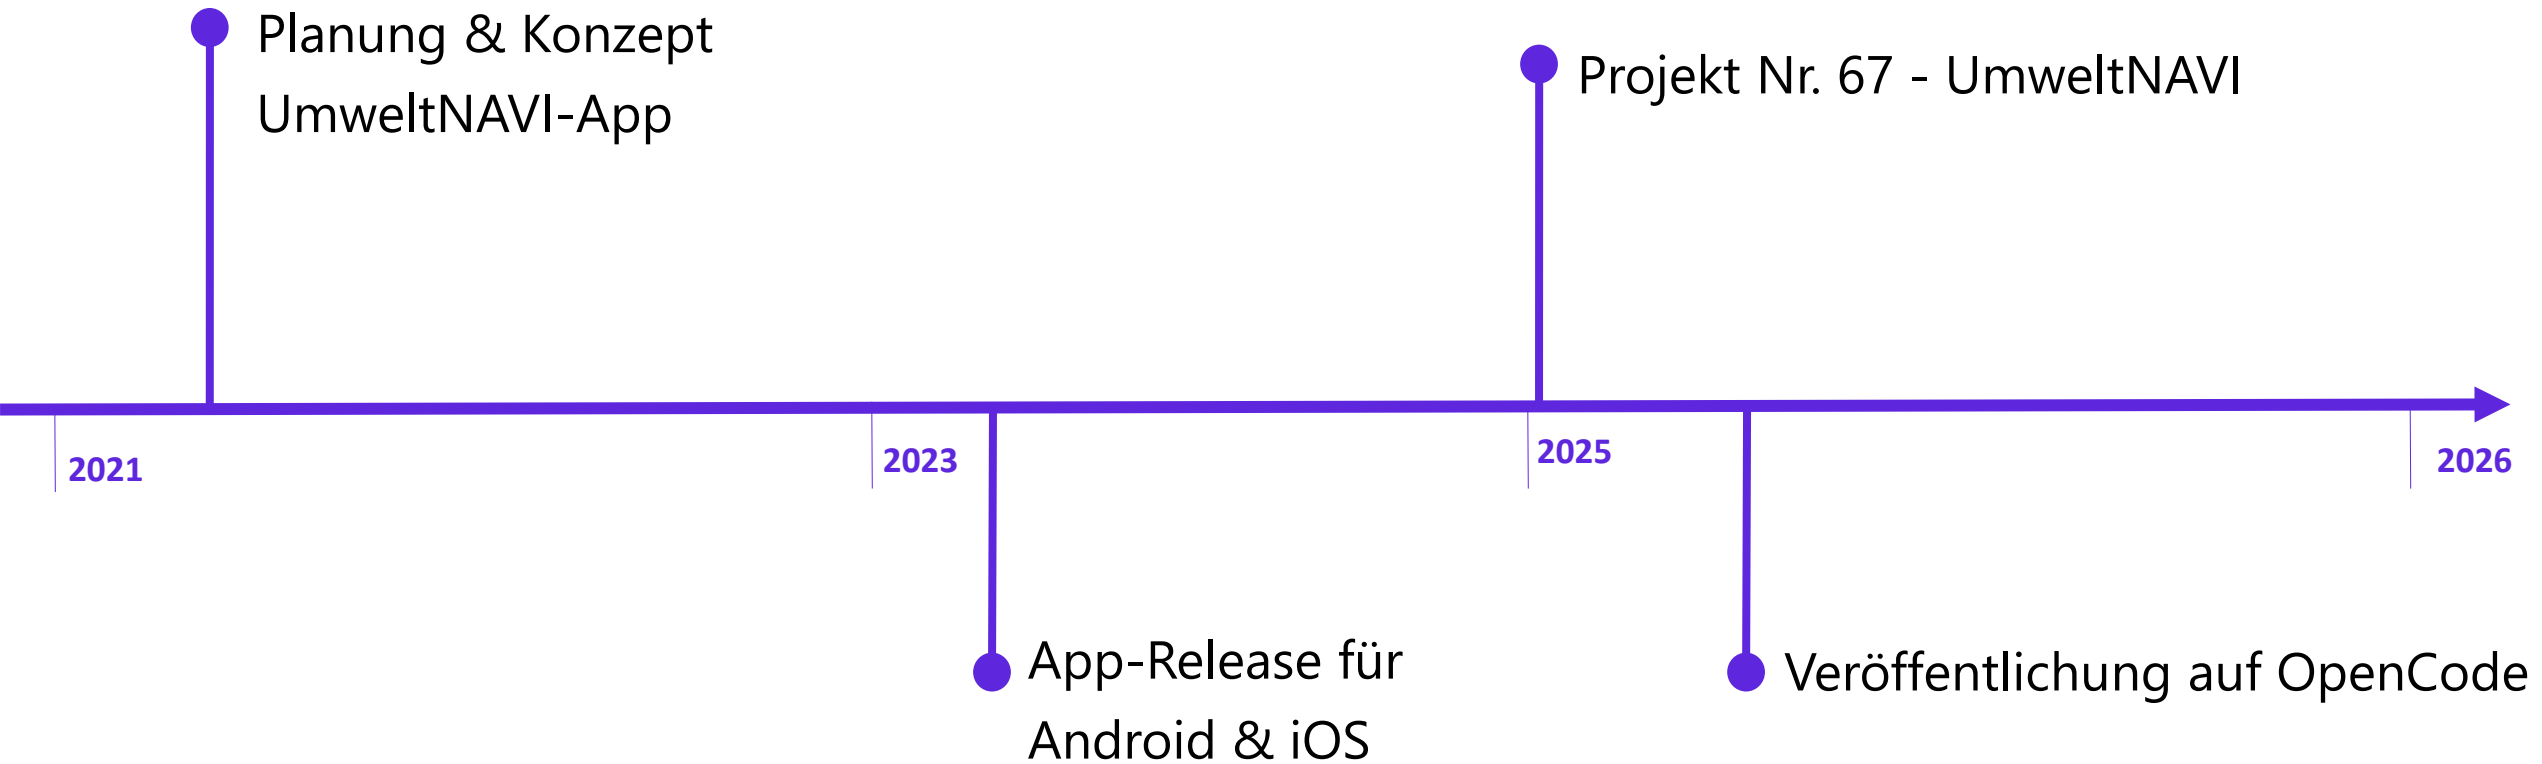 Planung & Konzept
UmweltNAVI-App
Projekt Nr. 67 - UmweltNAVI
2021
2023
2025
2026
App-Release für
Android & iOS
Veröffentlichung auf OpenCode